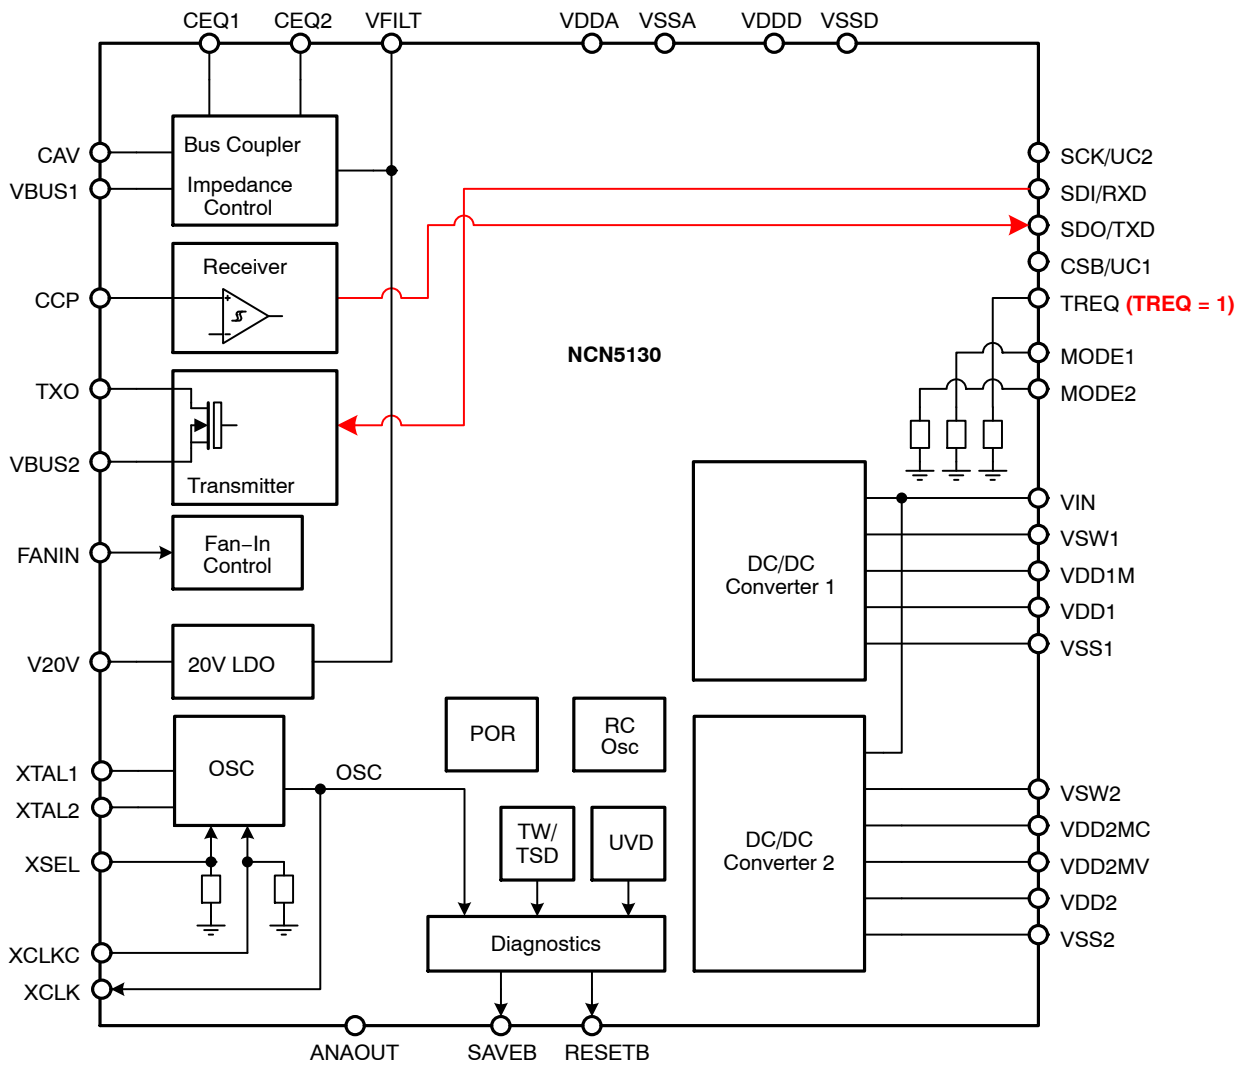 CEQ1 CEQ2 VFILT VDDA VSSA VDDD VSSD
CAV
VBUS1
Bus Coupler
Impedance
Control
SCK/UC2
SDI/RXD
SDO/TXD
CSB/UC1
TREQ (TREQ = 1)
MODE1
MODE2
CCP
Receiver
+
−
NCN5130
TXO
VBUS2
Transmitter
FANIN
Fan−In
Control
V20V
20V LDO
DC/DC
Converter 1
VIN
VSW1
VDD1M
VDD1
VSS1
POR
RC
Osc
XTAL1
XTAL2
OSC
OSC
XSEL
XCLKC
XCLK
TW/
TSD
UVD
Diagnostics
DC/DC
Converter 2
VSW2
VDD2MC
VDD2MV
VDD2
VSS2
ANAOUT SAVEB RESETB